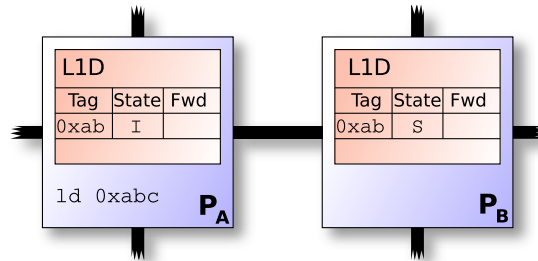 L1D
Tag State Fwd
0xab I
ld 0xabc
PA
L1D
Tag State Fwd
0xab S
PB